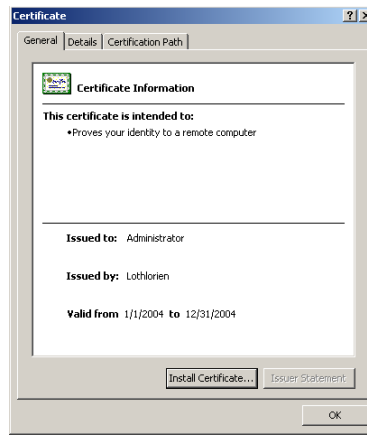 Certificate
General Details Certification Path
Certificate Information
This certificate is intended to:
•Proves your identity to a remote computer
Issued to: Administrator
Issued by: Lothlorien
Valid from 1/1/2004 to 12/31/2004
Install Certificate... Issuer Statement
OK